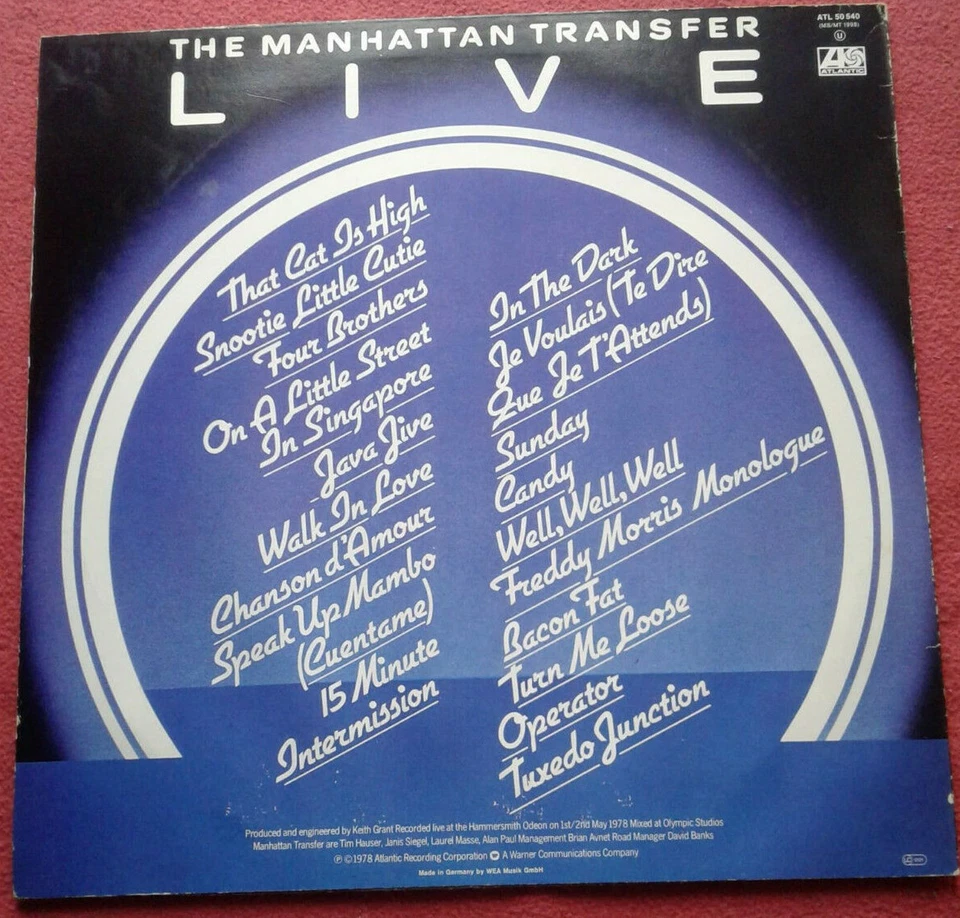 THE MANHATTAN TRANSFER
LIVE
ATL 50 540
(MS/MT 1988)
U
ATLANTIC
That Cat Is High
Snootie Little Cutie
Four Brothers
On A Little Street
In Singapore
Java Jive
Walk In Love
Chanson d'Amour
Speak Up Mambo
(Cuentame)
15 Minute
Intermission
In The Dark
Je Voulais (Te Dire
Que Je T'Attends)
Sunday
Candy
Well, Well, Well
Freddy Morris Monologue
Bacon Fat
Turn Me Loose
Operator
Tuxedo Junction
Produced and engineered by Keith Grant Recorded live at the Hammersmith Odeon on 1st/2nd May 1978 Mixed at Olympic Studios
Manhattan Transfer are Tim Hauser, Janis Siegel, Laurel Masse, Alan Paul Management Brian Avnet Road Manager David Banks
℗ © 1978 Atlantic Recording Corporation A Warner Communications Company
Made in Germany by WEA Musik GmbH